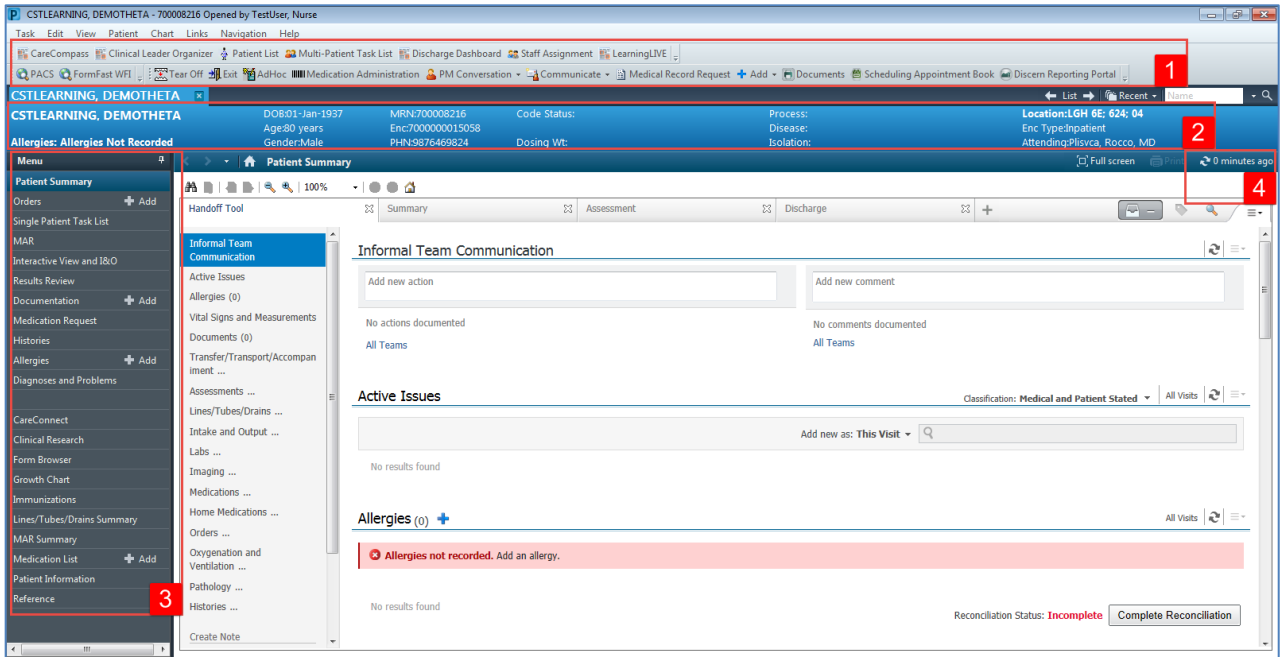 CSTLEARNING, DEMOTHETA - 700008216 Opened by TestUser, Nurse
Task Edit View Patient Chart Links Navigation Help
CareCompass Clinical Leader Organizer Patient List Multi-Patient Task List Discharge Dashboard Staff Assignment LearningLIVE
PACS FormFast WFI Tear Off Exit AdHoc Medication Administration PM Conversation Communicate Medical Record Request Add Documents Scheduling Appointment Book Discern Reporting Portal
1
CSTLEARNING, DEMOTHETA List Recent Name
CSTLEARNING, DEMOTHETA DOB:01-Jan-1937 MRN:700008216 Code Status: Process: Location:LGH 6E; 624; 04
Age:80 years Enc:7000000015058 Disease: Enc Type:Inpatient
Allergies: Allergies Not Recorded Gender:Male PHN:9876469824 Dosing Wt: Isolation: Attending:Plisvca, Rocco, MD
2
Menu Patient Summary Full screen Print 0 minutes ago
4
Patient Summary
Orders Add
Single Patient Task List
MAR
Interactive View and I&O
Results Review
Documentation Add
Medication Request
Histories
Allergies Add
Diagnoses and Problems
CareConnect
Clinical Research
Form Browser
Growth Chart
Immunizations
Lines/Tubes/Drains Summary
MAR Summary
Medication List Add
Patient Information
Reference
3
100%
Handoff Tool Summary Assessment Discharge
Informal Team
Communication
Active Issues
Allergies (0)
Vital Signs and Measurements
Documents (0)
Transfer/Transport/Accompan
iment ...
Assessments ...
Lines/Tubes/Drains ...
Intake and Output ...
Labs ...
Imaging ...
Medications ...
Home Medications ...
Orders ...
Oxygenation and
Ventilation ...
Pathology ...
Histories ...
Create Note
Informal Team Communication
Add new action Add new comment
No actions documented No comments documented
All Teams All Teams
Active Issues Classification: Medical and Patient Stated All Visits
Add new as: This Visit
No results found
Allergies (0) All Visits
Allergies not recorded. Add an allergy.
No results found
Reconciliation Status: Incomplete Complete Reconciliation